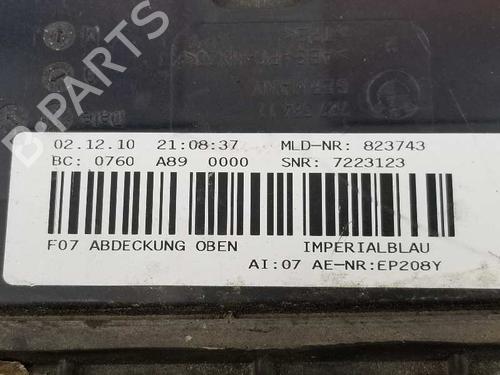 02.12.10 21:08:37 MLD-NR: 823743
BC: 0760 A89 0000 SNR: 7223123
F07 ABDECKUNG OBEN IMPERIALBLAU
AI:07 AE-NR:EP208Y